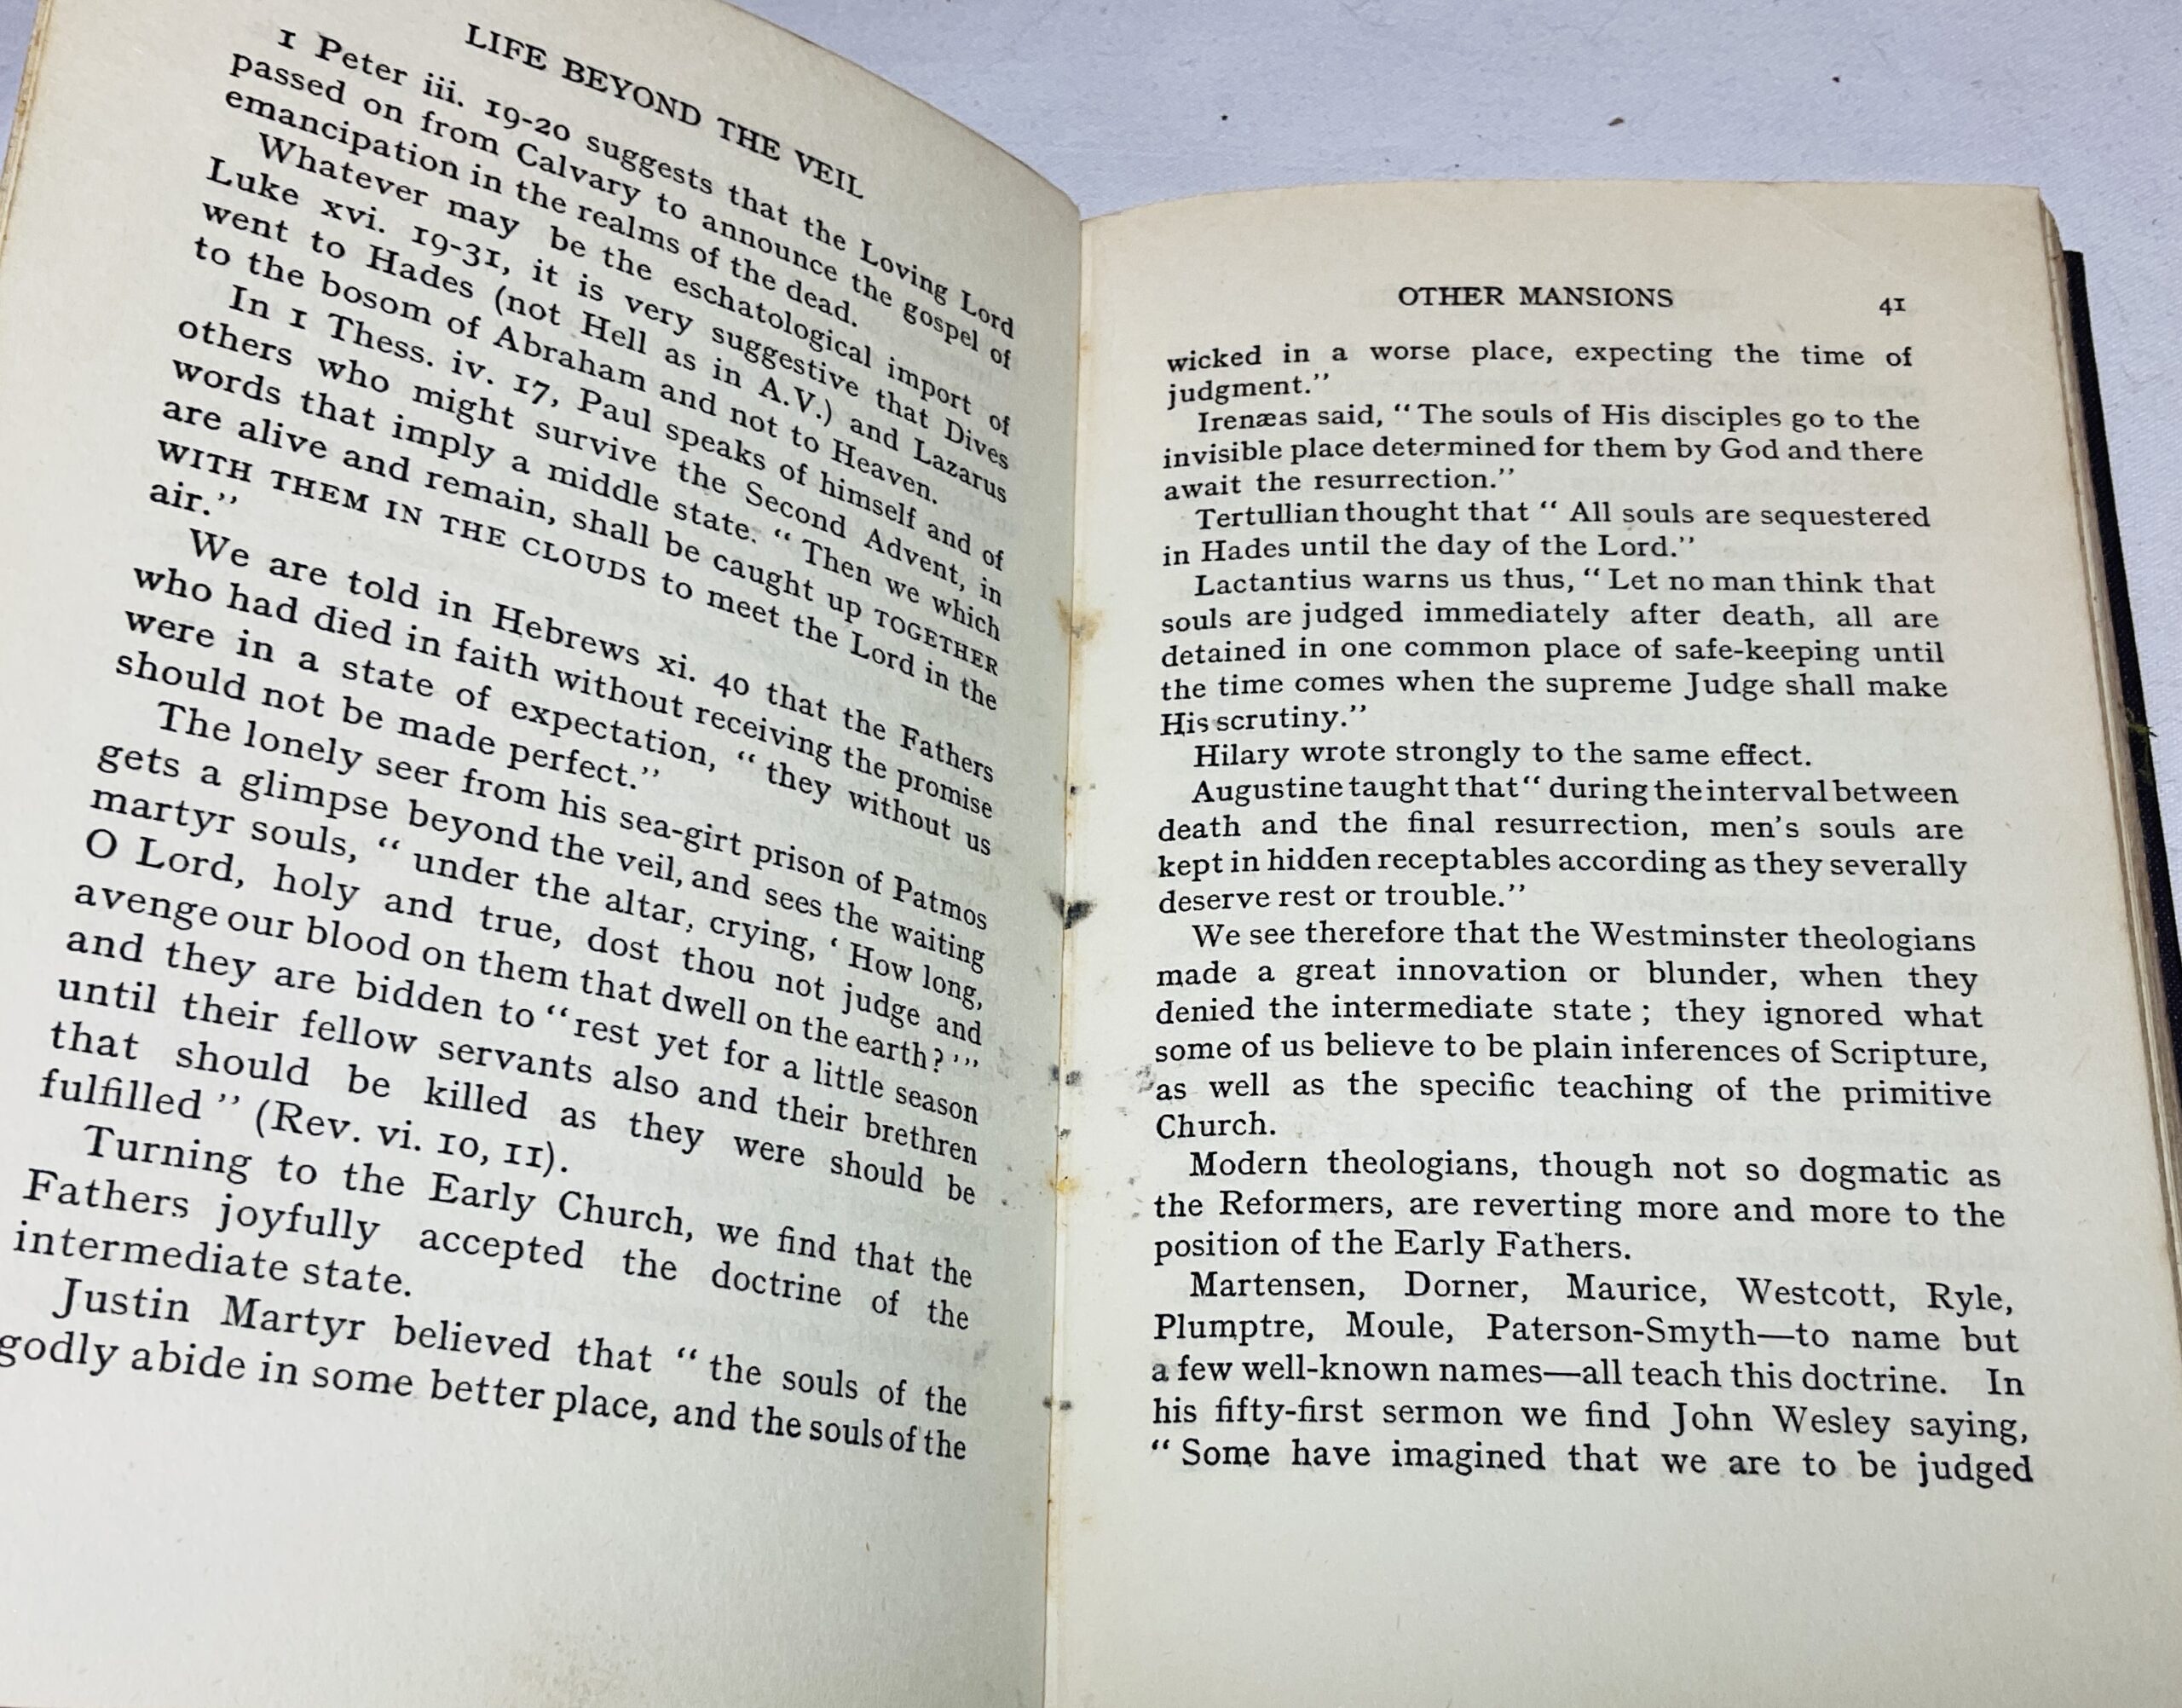 LIFE BEYOND THE VEIL
1 Peter iii. 19-20 suggests that the Loving Lord
passed on from Calvary to announce the gospel of
emancipation in the realms of the dead.
Whatever may be the eschatological import of
Luke xvi. 19-31, it is very suggestive that Dives
went to Hades (not Hell as in A.V.) and Lazarus
to the bosom of Abraham and not to Heaven.
In 1 Thess. iv. 17, Paul speaks of himself and of
others who might survive the Second Advent, in
words that imply a middle state. “ Then we which
are alive and remain, shall be caught up TOGETHER
WITH THEM IN THE CLOUDS to meet the Lord in the
air.”
We are told in Hebrews xi. 40 that the Fathers
who had died in faith without receiving the promise
were in a state of expectation, “ they without us
should not be made perfect.”
The lonely seer from his sea-girt prison of Patmos
gets a glimpse beyond the veil, and sees the waiting
martyr souls, “ under the altar, crying, ‘ How long,
O Lord, holy and true, dost thou not judge and
avenge our blood on them that dwell on the earth ? ’ ”
and they are bidden to “ rest yet for a little season
until their fellow servants also and their brethren
that should be killed as they were should be
fulfilled ” (Rev. vi. 10, 11).
Turning to the Early Church, we find that the
Fathers joyfully accepted the doctrine of the
intermediate state.
Justin Martyr believed that “ the souls of the
godly abide in some better place, and the souls of the
OTHER MANSIONS 41
wicked in a worse place, expecting the time of
judgment.”
Irenæas said, “ The souls of His disciples go to the
invisible place determined for them by God and there
await the resurrection.”
Tertullian thought that “ All souls are sequestered
in Hades until the day of the Lord.”
Lactantius warns us thus, “ Let no man think that
souls are judged immediately after death, all are
detained in one common place of safe-keeping until
the time comes when the supreme Judge shall make
His scrutiny.”
Hilary wrote strongly to the same effect.
Augustine taught that “ during the interval between
death and the final resurrection, men’s souls are
kept in hidden receptables according as they severally
deserve rest or trouble.”
We see therefore that the Westminster theologians
made a great innovation or blunder, when they
denied the intermediate state ; they ignored what
some of us believe to be plain inferences of Scripture,
as well as the specific teaching of the primitive
Church.
Modern theologians, though not so dogmatic as
the Reformers, are reverting more and more to the
position of the Early Fathers.
Martensen, Dorner, Maurice, Westcott, Ryle,
Plumptre, Moule, Paterson-Smyth—to name but
a few well-known names—all teach this doctrine. In
his fifty-first sermon we find John Wesley saying,
“ Some have imagined that we are to be judged